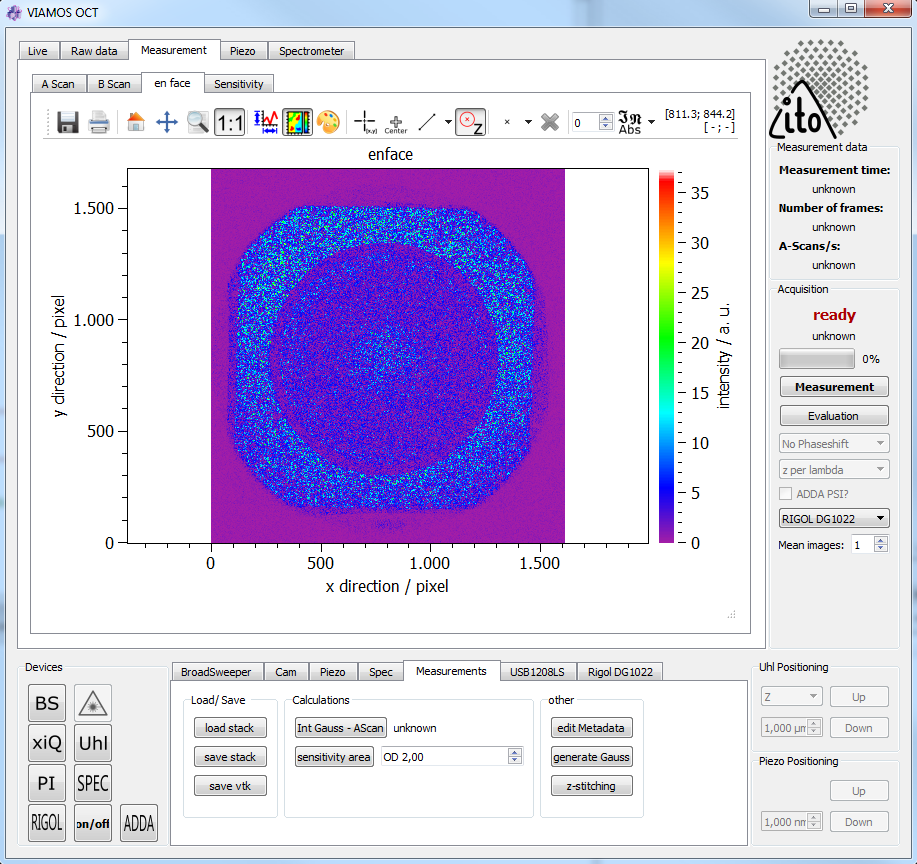 VIAMOS OCT
Live Raw data Measurement Piezo Spectrometer
A Scan B Scan en face Sensitivity
1:1 (x,y) Center Z 0 Abs [811.3; 844.2]
[ - ; - ]
enface
1.500
1.000
500
0
y direction / pixel
0 500 1.000 1.500
x direction / pixel
35
30
25
20
15
10
5
0
intensity / a. u.
ito
Measurement data
Measurement time:
unknown
Number of frames:
unknown
A-Scans/s:
unknown
Acquisition
ready
unknown
0%
Measurement
Evaluation
No Phaseshift
z per lambda
ADDA PSI?
RIGOL DG1022
Mean images: 1
Devices
BS
xiQ Uhl
PI SPEC
RIGOL on/off ADDA
BroadSweeper Cam Piezo Spec Measurements USB1208LS Rigol DG1022
Load/ Save
load stack
save stack
save vtk
Calculations
Int Gauss - AScan unknown
sensitivity area OD 2,00
other
edit Metadata
generate Gauss
z-stitching
Uhl Positioning
Z Up
1,000 µm Down
Piezo Positioning
Up
1,000 nm Down